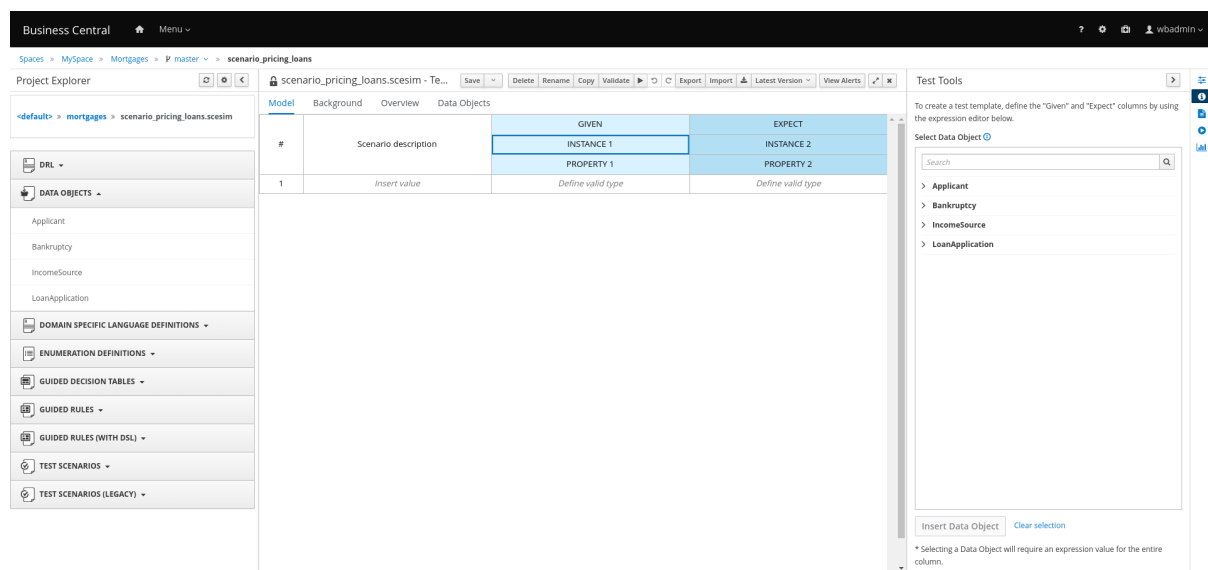 Business Central Menu ? wbadmin
Spaces » MySpace » Mortgages » master » scenario_pricing_loans
Project Explorer
<default> » mortgages » scenario_pricing_loans.scesim
DRL
DATA OBJECTS
Applicant
Bankruptcy
IncomeSource
LoanApplication
DOMAIN SPECIFIC LANGUAGE DEFINITIONS
ENUMERATION DEFINITIONS
GUIDED DECISION TABLES
GUIDED RULES
GUIDED RULES (WITH DSL)
TEST SCENARIOS
TEST SCENARIOS (LEGACY)
scenario_pricing_loans.scesim - Te... Save Delete Rename Copy Validate Export Import Latest Version View Alerts
Model Background Overview Data Objects
# Scenario description GIVEN EXPECT
INSTANCE 1 INSTANCE 2
PROPERTY 1 PROPERTY 2
1 Insert value Define valid type Define valid type
Test Tools
To create a test template, define the "Given" and "Expect" columns by using
the expression editor below.
Select Data Object
Search
Applicant
Bankruptcy
IncomeSource
LoanApplication
Insert Data Object Clear selection
* Selecting a Data Object will require an expression value for the entire
column.